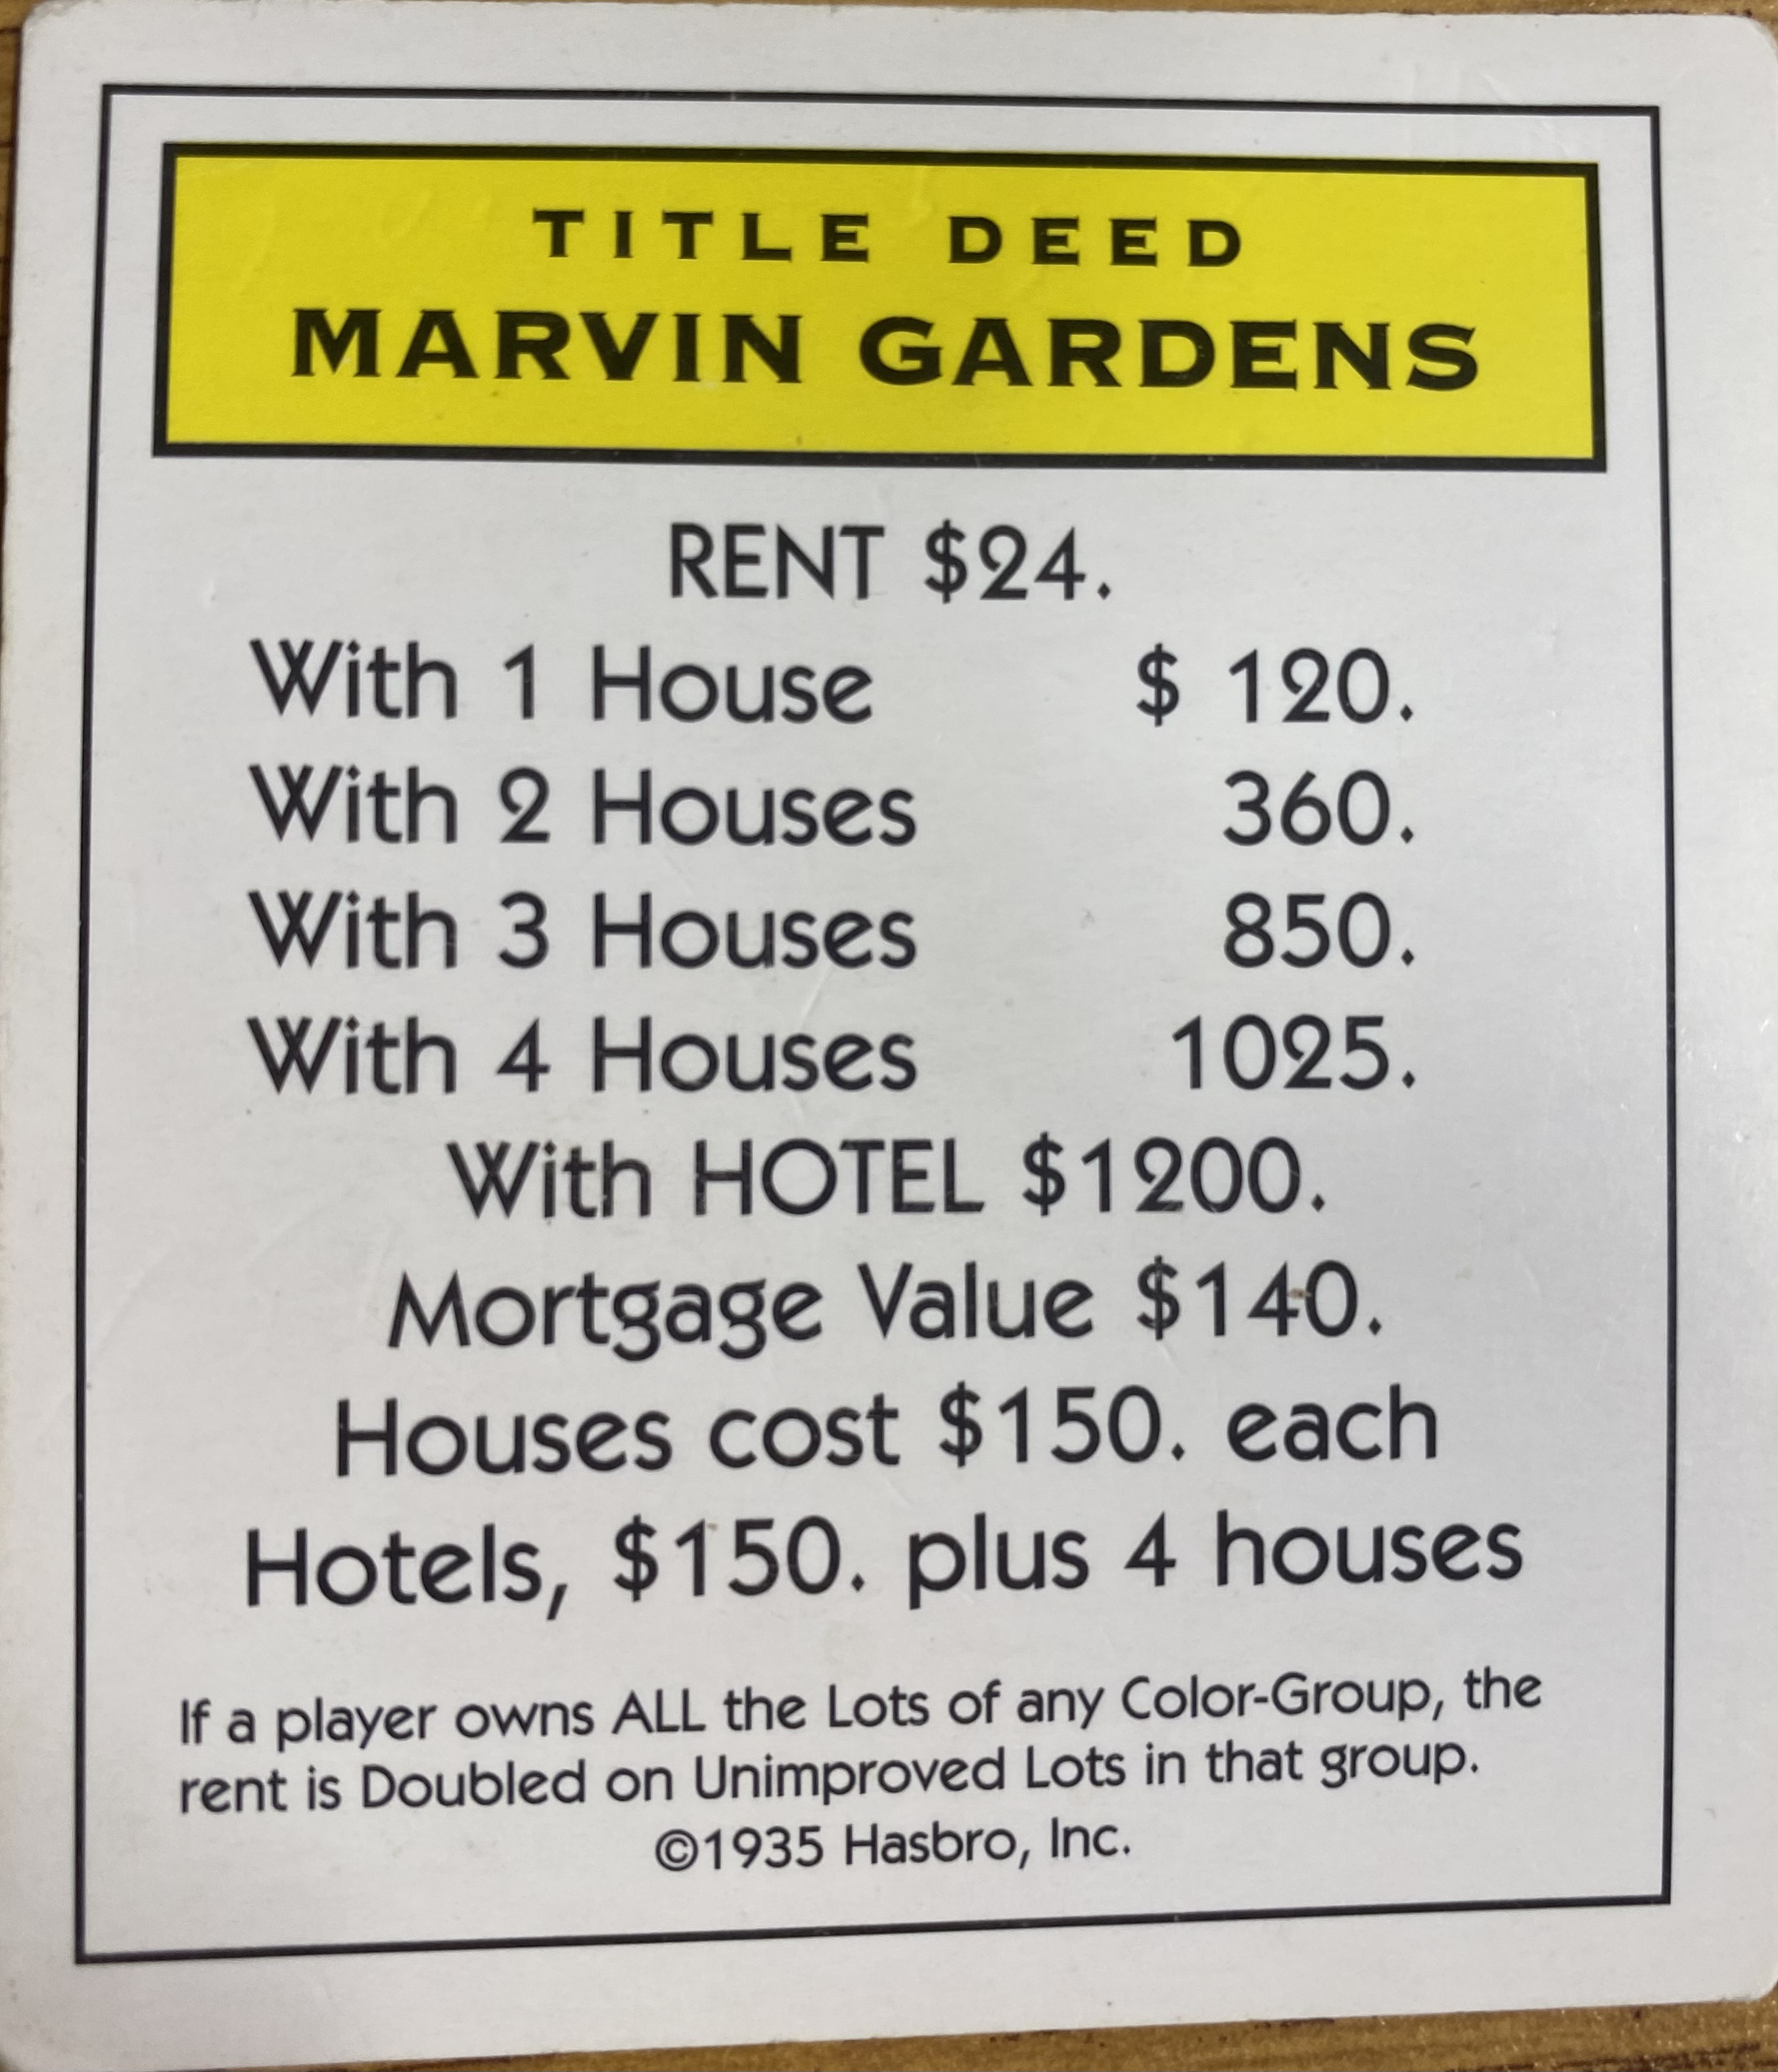 TITLE DEED
MARVIN GARDENS
RENT $24.
With 1 House $ 120.
With 2 Houses 360.
With 3 Houses 850.
With 4 Houses 1025.
With HOTEL $1200.
Mortgage Value $140.
Houses cost $150. each
Hotels, $150. plus 4 houses
If a player owns ALL the Lots of any Color-Group, the
rent is Doubled on Unimproved Lots in that group.
©1935 Hasbro, Inc.